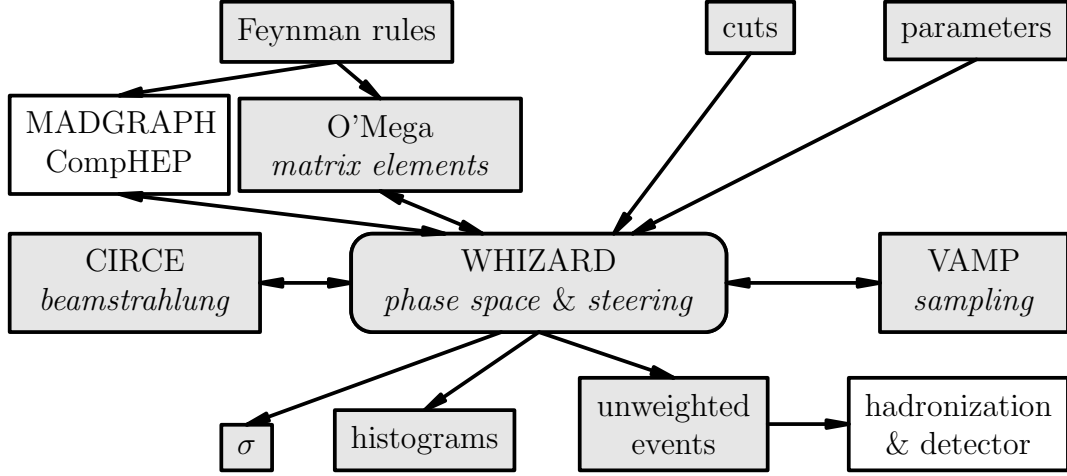 Feynman rules
cuts
parameters
MADGRAPH
CompHEP
O'Mega
matrix elements
CIRCE
beamstrahlung
WHIZARD
phase space & steering
VAMP
sampling
σ
histograms
unweighted
events
hadronization
& detector